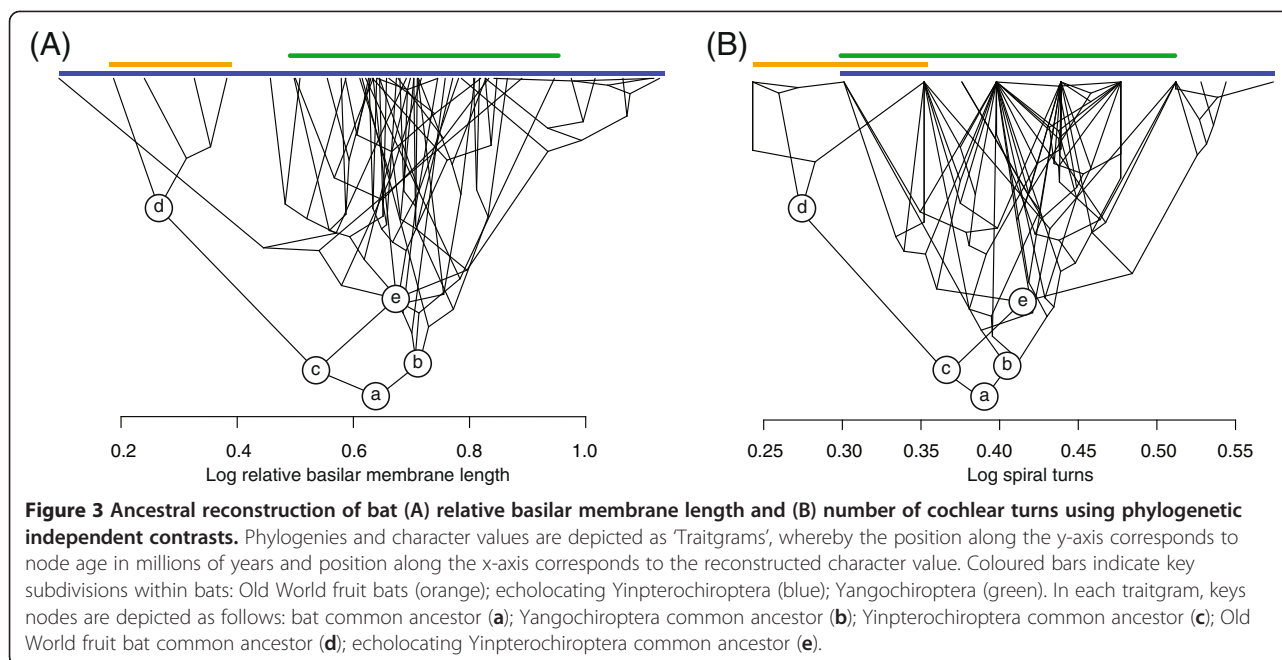 (A)
(B)
d
e
c
b
a
0.2 0.4 0.6 0.8 1.0
Log relative basilar membrane length
d
e
c
b
a
0.25 0.30 0.35 0.40 0.45 0.50 0.55
Log spiral turns
Figure 3 Ancestral reconstruction of bat (A) relative basilar membrane length and (B) number of cochlear turns using phylogenetic
independent contrasts. Phylogenies and character values are depicted as 'Traitgrams', whereby the position along the y-axis corresponds to
node age in millions of years and position along the x-axis corresponds to the reconstructed character value. Coloured bars indicate key
subdivisions within bats: Old World fruit bats (orange); echolocating Yinpterochiroptera (blue); Yangochiroptera (green). In each traitgram, keys
nodes are depicted as follows: bat common ancestor (a); Yangochiroptera common ancestor (b); Yinpterochiroptera common ancestor (c); Old
World fruit bat common ancestor (d); echolocating Yinpterochiroptera common ancestor (e).